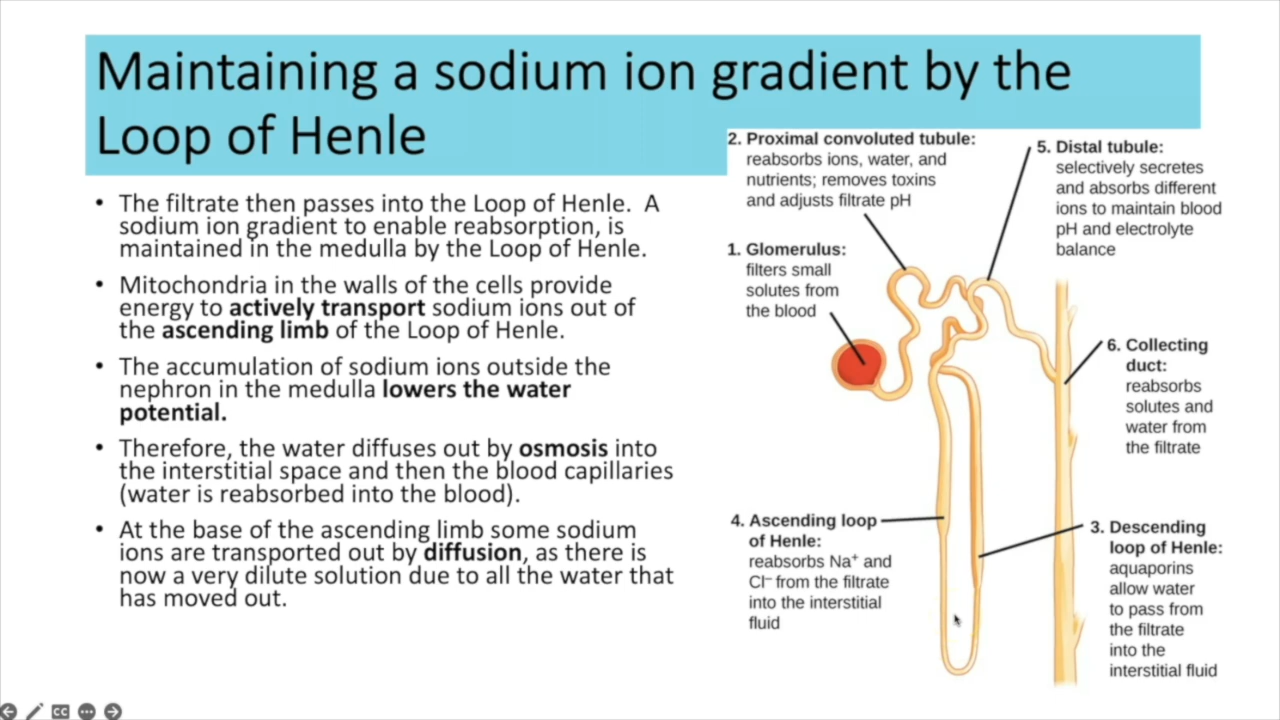 Maintaining a sodium ion gradient by the
Loop of Henle
• The filtrate then passes into the Loop of Henle. A
sodium ion gradient to enable reabsorption, is
maintained in the medulla by the Loop of Henle.
• Mitochondria in the walls of the cells provide
energy to actively transport sodium ions out of
the ascending limb of the Loop of Henle.
• The accumulation of sodium ions outside the
nephron in the medulla lowers the water
potential.
• Therefore, the water diffuses out by osmosis into
the interstitial space and then the blood capillaries
(water is reabsorbed into the blood).
• At the base of the ascending limb some sodium
ions are transported out by diffusion, as there is
now a very dilute solution due to all the water that
has moved out.
2. Proximal convoluted tubule:
reabsorbs ions, water, and
nutrients; removes toxins
and adjusts filtrate pH
1. Glomerulus:
filters small
solutes from
the blood
4. Ascending loop
of Henle:
reabsorbs Na⁺ and
Cl⁻ from the filtrate
into the interstitial
fluid
5. Distal tubule:
selectively secretes
and absorbs different
ions to maintain blood
pH and electrolyte
balance
6. Collecting
duct:
reabsorbs
solutes and
water from
the filtrate
3. Descending
loop of Henle:
aquaporins
allow water
to pass from
the filtrate
into the
interstitial fluid
CC